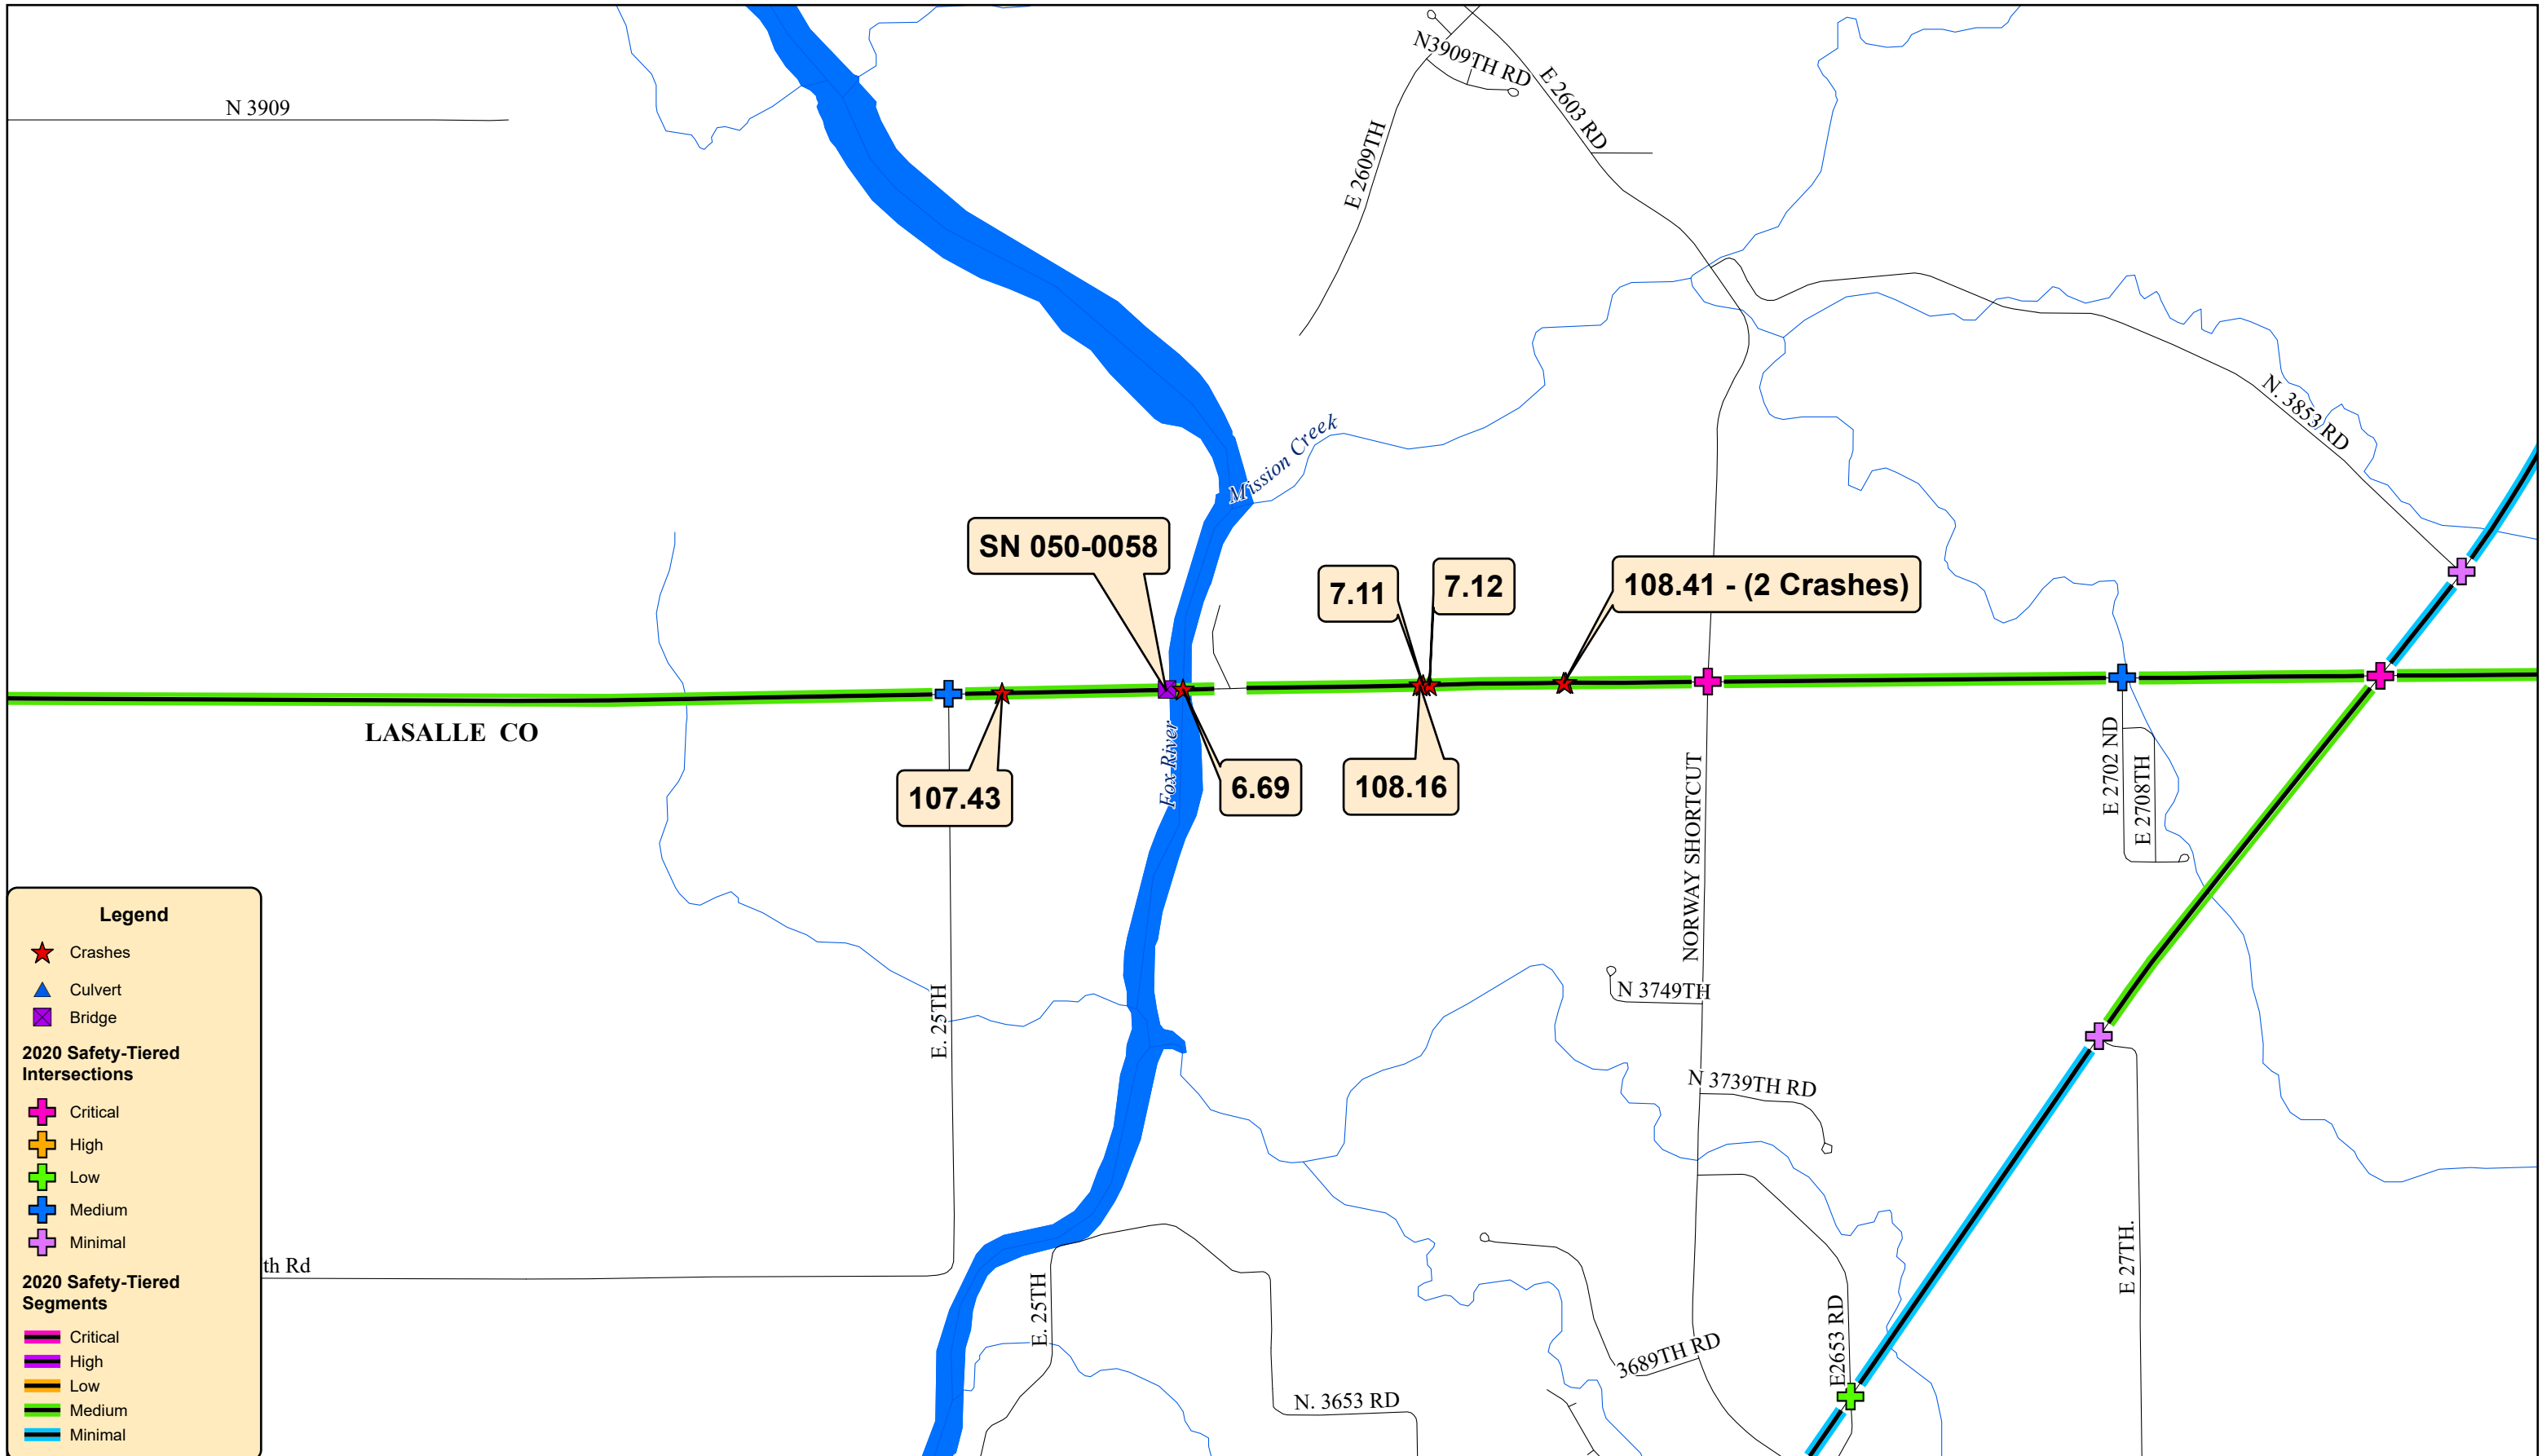 N 3909
N3909TH RD
E 2603 RD
E 2609TH
N. 3853 RD
Mission Creek
SN 050-0058
7.11
7.12
108.41 - (2 Crashes)
LASALLE CO
107.43
Fox River
6.69
108.16
NORWAY SHORTCUT
E 2702 ND
E 2708TH
E. 25TH
N 3749TH
N 3739TH RD
th Rd
E. 25TH
N. 3653 RD
3689TH RD
E2653 RD
E 27TH.
Legend
Crashes
Culvert
Bridge
2020 Safety-Tiered
Intersections
Critical
High
Low
Medium
Minimal
2020 Safety-Tiered
Segments
Critical
High
Low
Medium
Minimal